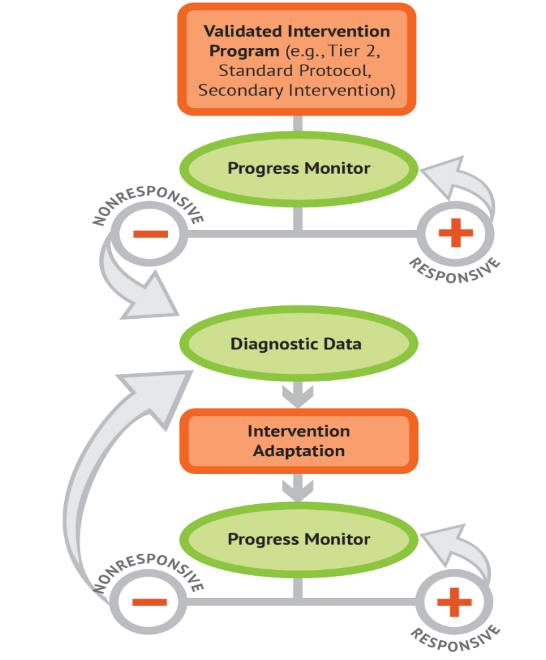 Validated Intervention
Program (e.g., Tier 2,
Standard Protocol,
Secondary Intervention)
Progress Monitor
NONRESPONSIVE
RESPONSIVE
Diagnostic Data
Intervention
Adaptation
Progress Monitor
NONRESPONSIVE
RESPONSIVE